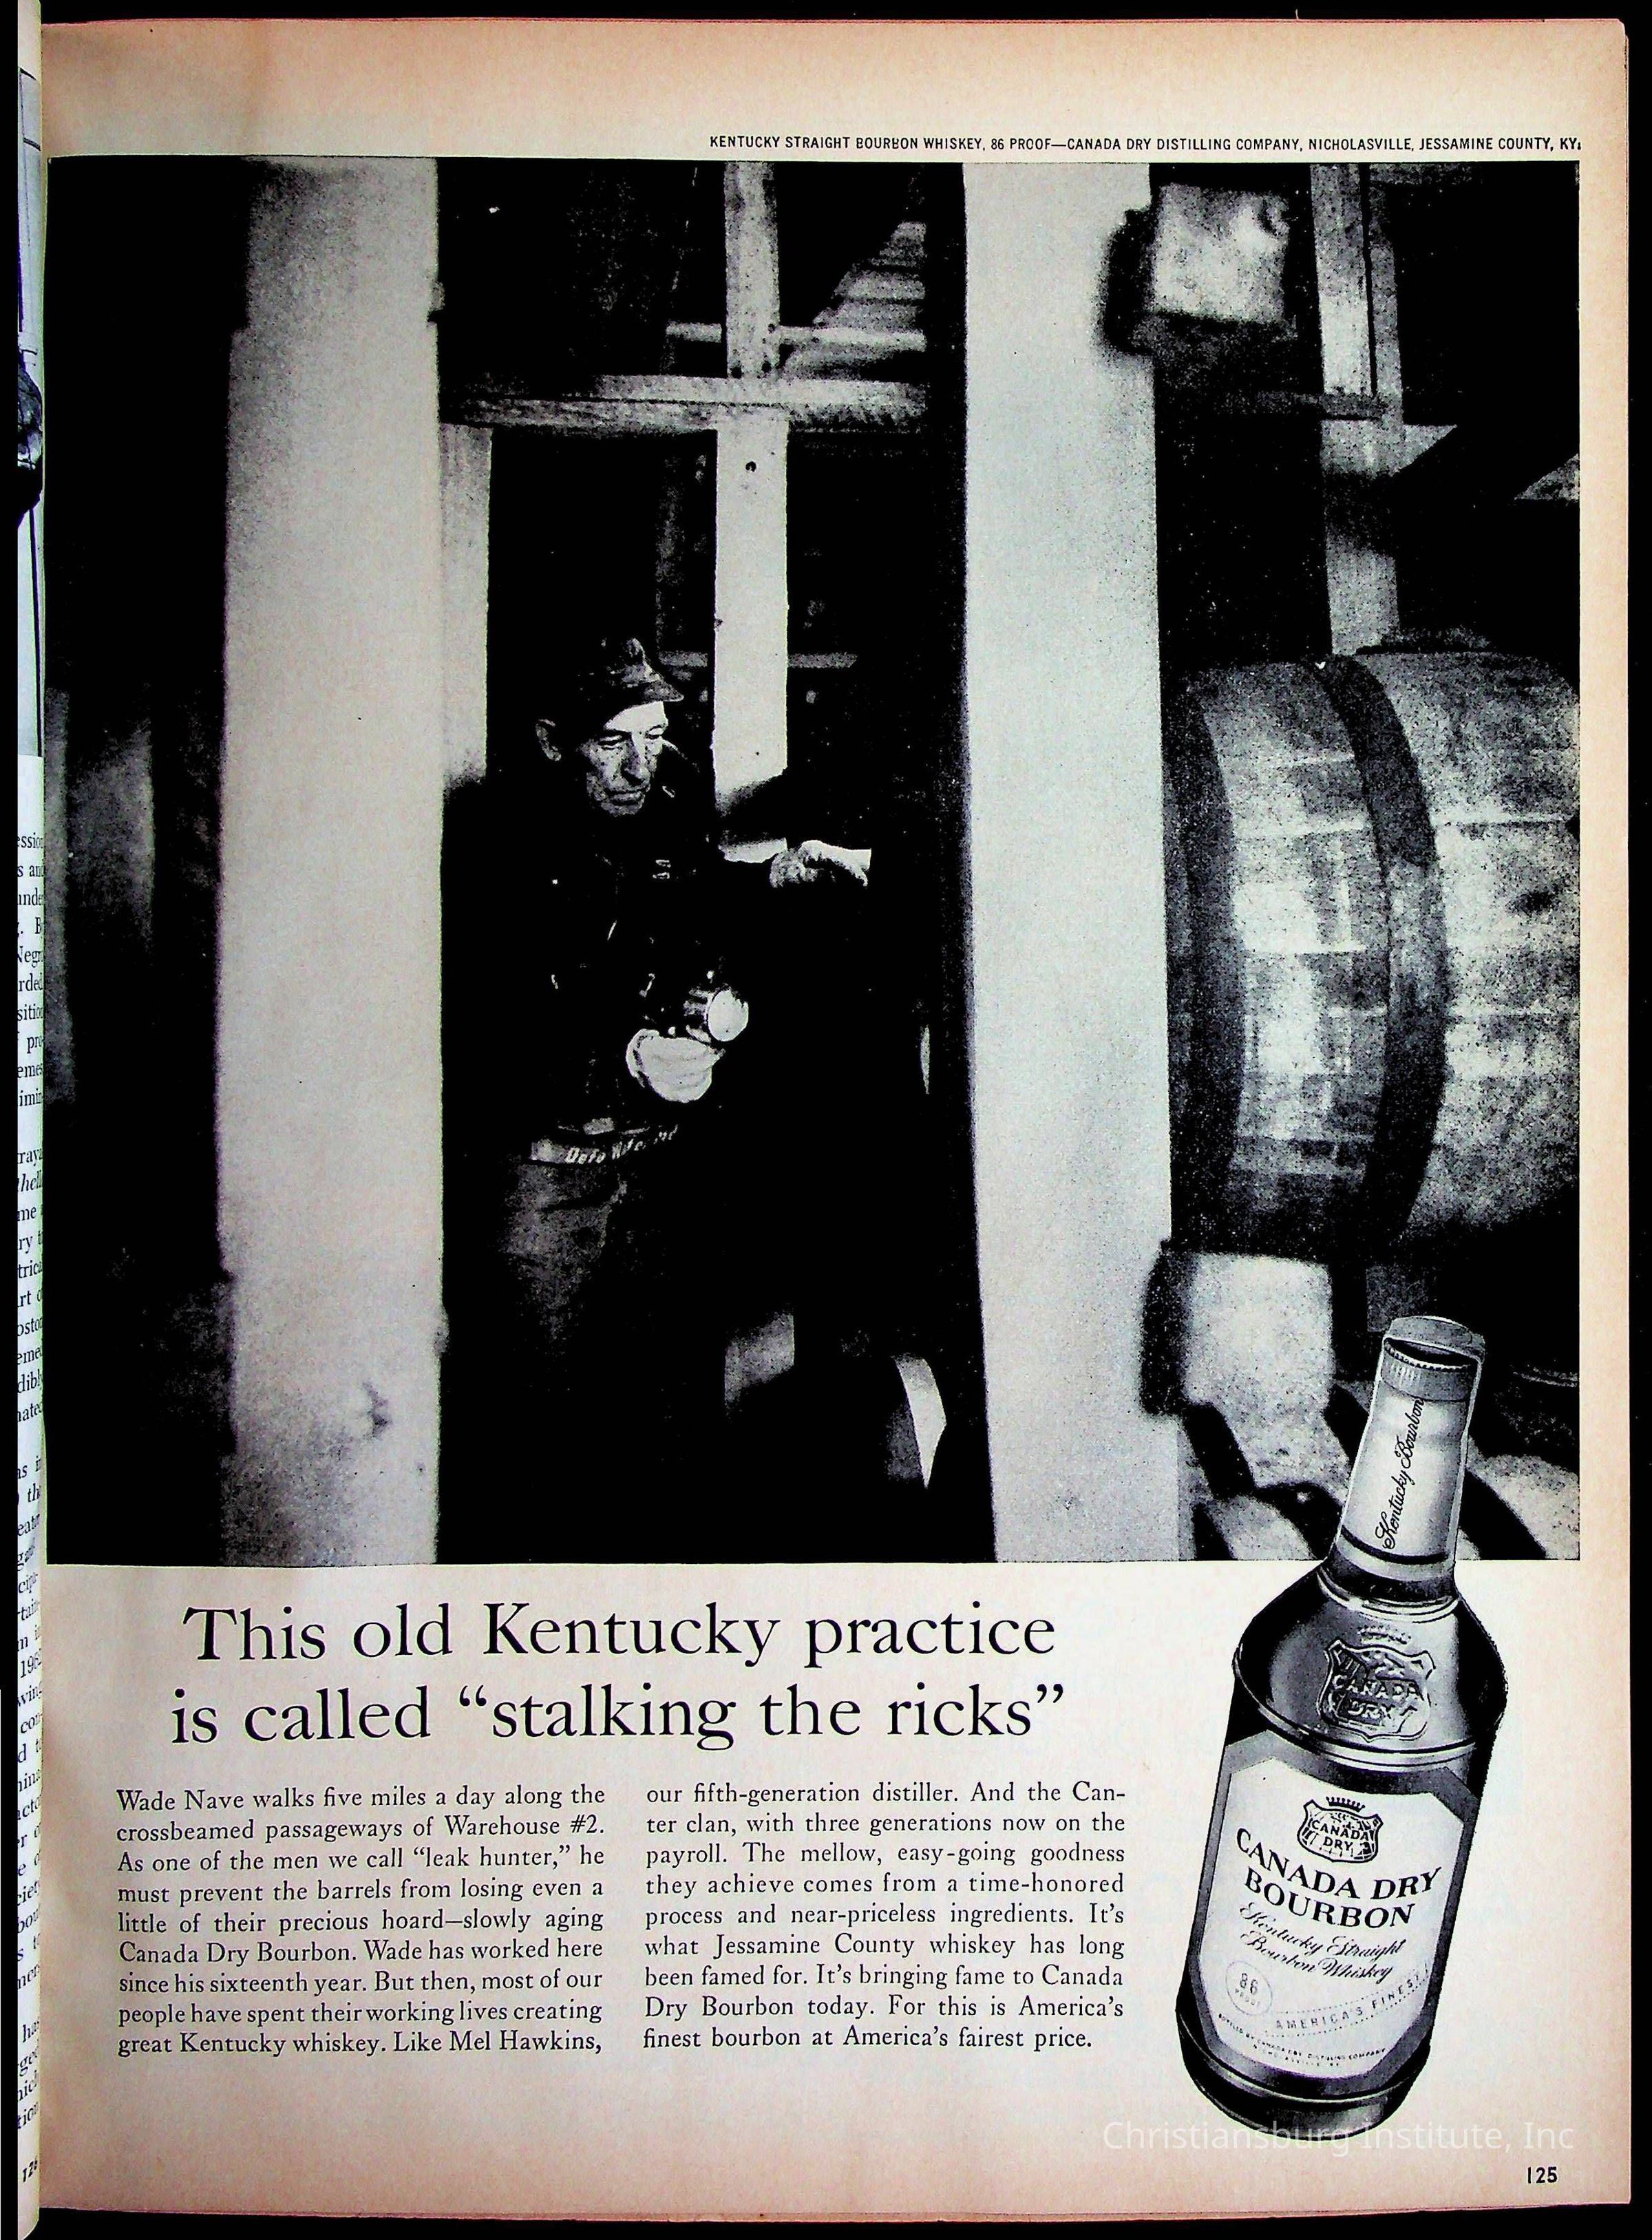 KENTUCKY STRAIGHT BOURBON WHISKEY, 86 PROOF—CANADA DRY DISTILLING COMPANY, NICHOLASVILLE, JESSAMINE COUNTY, KY.
Kentucky Bourbon
This old Kentucky practice
is called “stalking the ricks”
Wade Nave walks five miles a day along the
crossbeamed passageways of Warehouse #2.
As one of the men we call “leak hunter,” he
must prevent the barrels from losing even a
little of their precious hoard—slowly aging
Canada Dry Bourbon. Wade has worked here
since his sixteenth year. But then, most of our
people have spent their working lives creating
great Kentucky whiskey. Like Mel Hawkins,
our fifth-generation distiller. And the Can-
ter clan, with three generations now on the
payroll. The mellow, easy-going goodness
they achieve comes from a time-honored
process and near-priceless ingredients. It’s
what Jessamine County whiskey has long
been famed for. It’s bringing fame to Canada
Dry Bourbon today. For this is America’s
finest bourbon at America’s fairest price.
CANADA
DRY
CANADA
DRY
CANADA DRY
BOURBON
Kentucky Straight
Bourbon Whiskey
86
PROOF
AMERICA'S FINEST
Christiansburg Institute, Inc
125